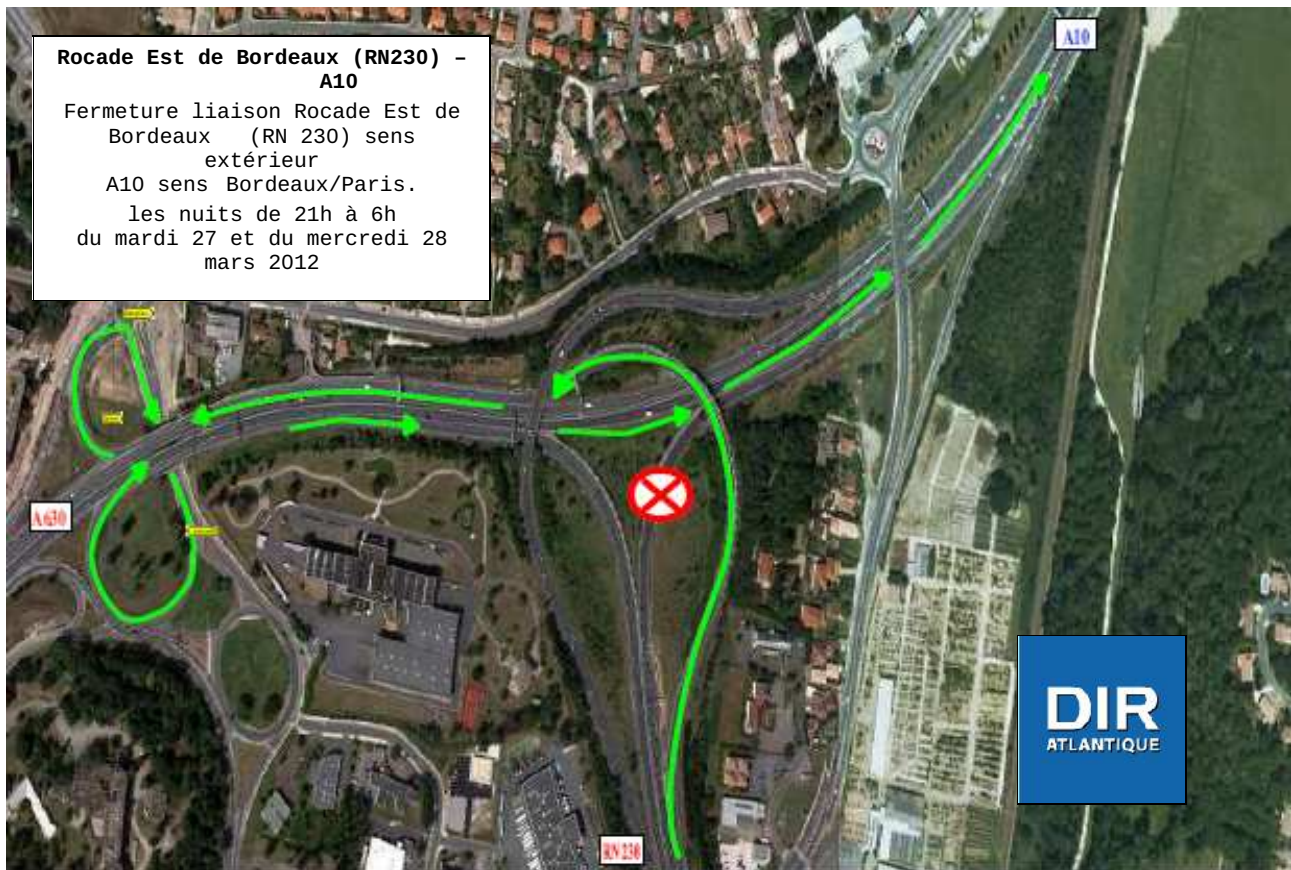 Rocade Est de Bordeaux (RN230) –
A10
Fermeture liaison Rocade Est de
Bordeaux (RN 230) sens
extérieur
A10 sens Bordeaux/Paris.
les nuits de 21h à 6h
du mardi 27 et du mercredi 28
mars 2012
A10
A630
RN 230
DIR
ATLANTIQUE